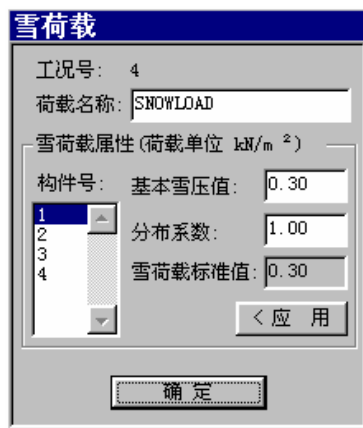 雪荷载
工况号: 4
荷载名称: SNOWLOAD
雪荷载属性(荷载单位 kN/m ²)
构件号:
1
2
3
4
基本雪压值: 0.30
分布系数: 1.00
雪荷载标准值: 0.30
<应 用
确 定